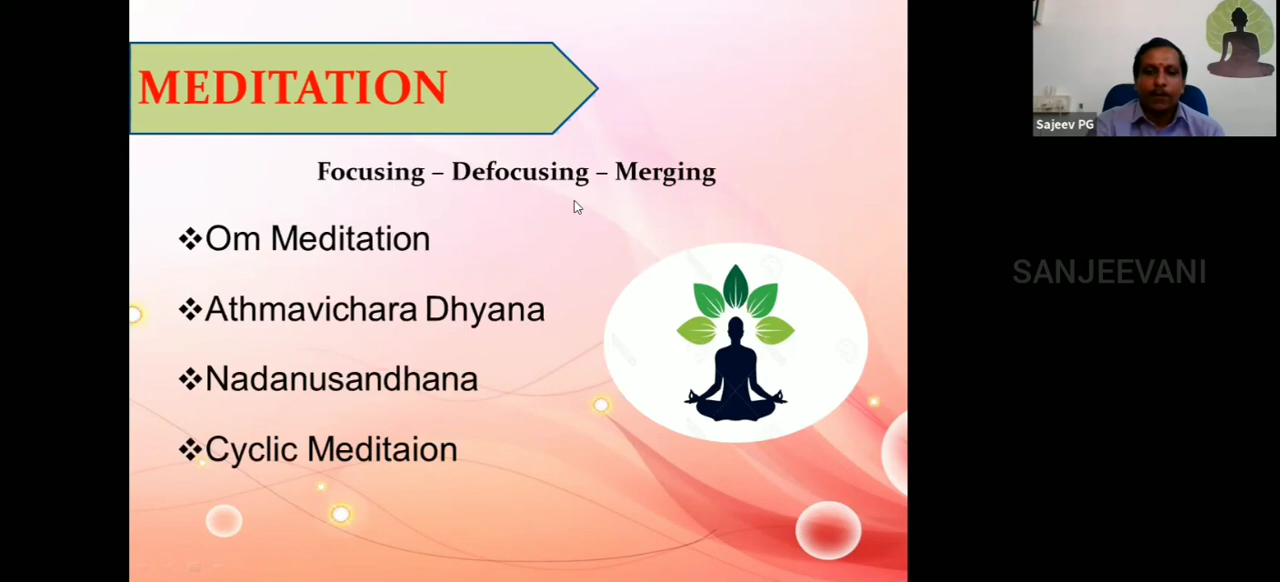 MEDITATION
Focusing – Defocusing – Merging
❖Om Meditation
❖Athmavichara Dhyana
❖Nadanusandhana
❖Cyclic Meditaion
Sajeev PG
SANJEEVANI